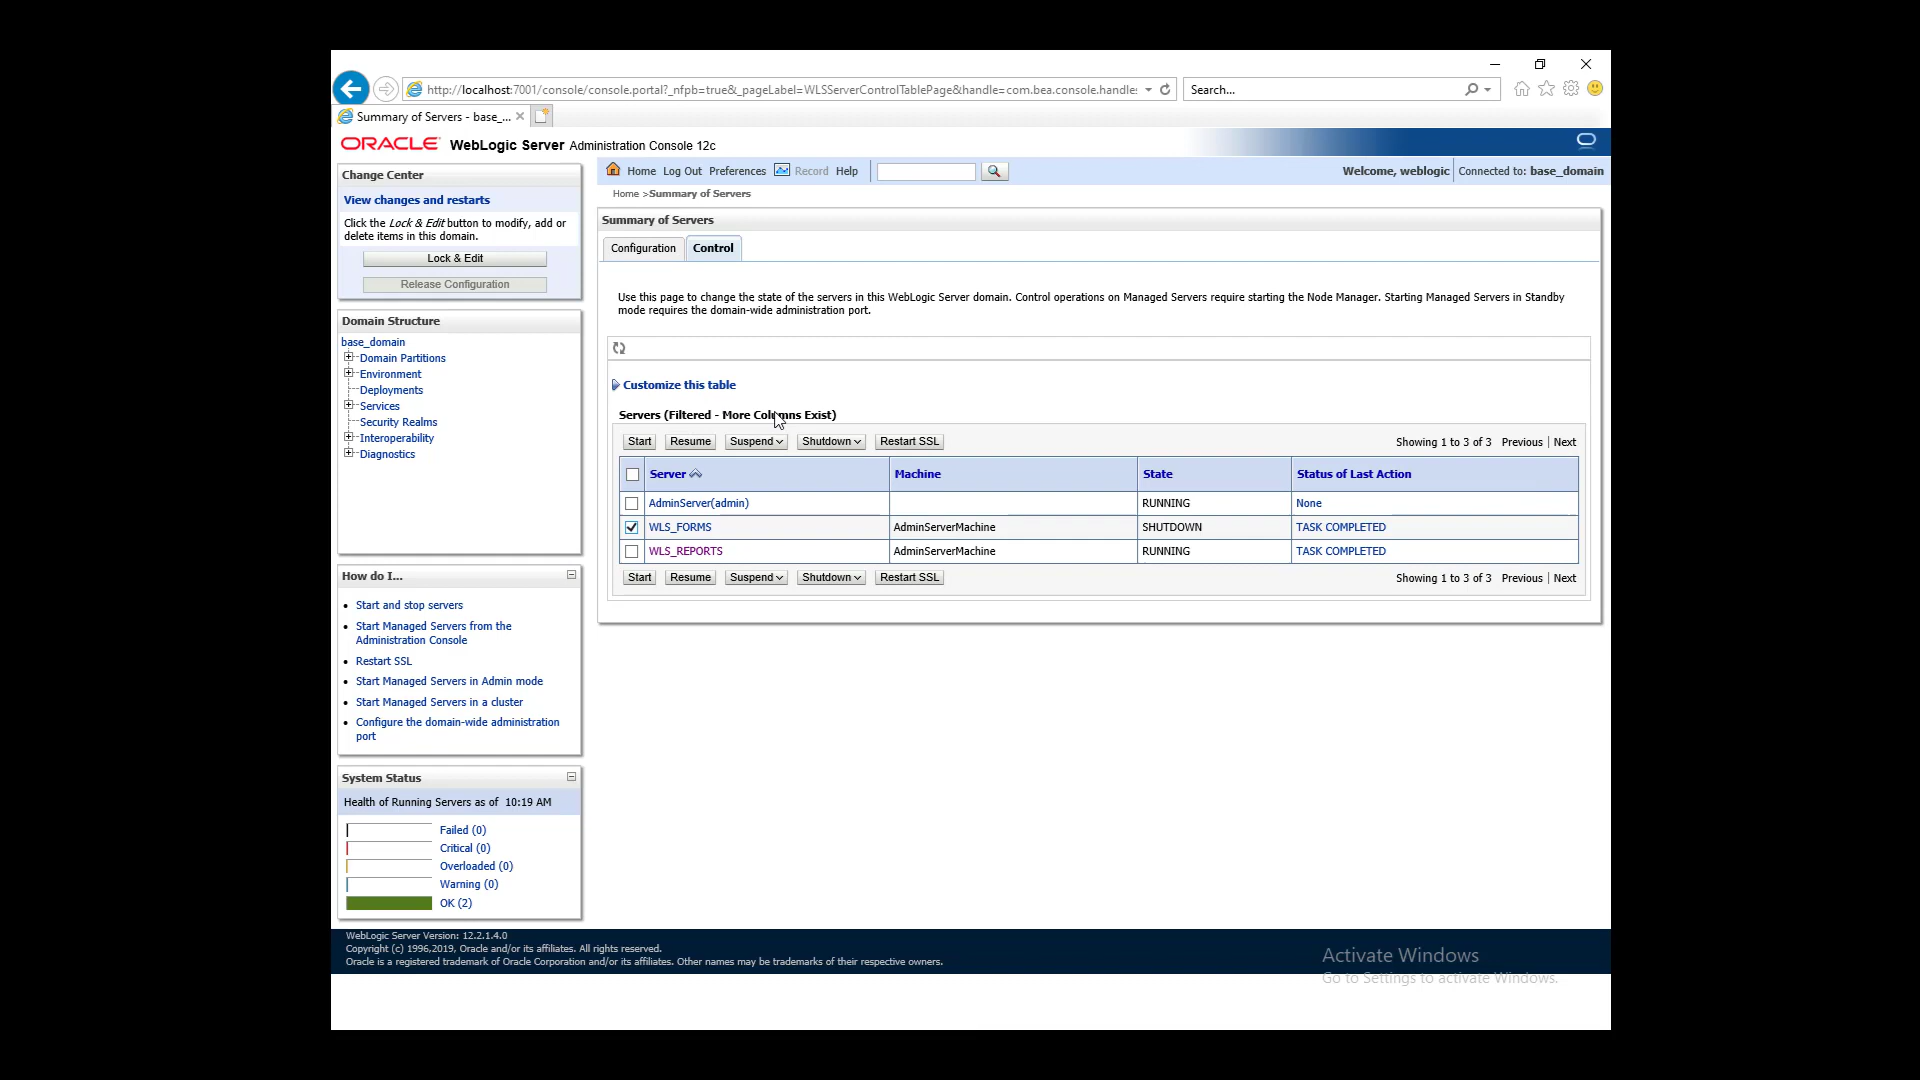 http://localhost:7001/console/console.portal?_nfpb=true&_pageLabel=WLSServerControlTablePage&handle=com.bea.console.handle
Search...
Summary of Servers - base_...
ORACLE WebLogic Server Administration Console 12c
Change Center
View changes and restarts
Click the Lock & Edit button to modify, add or
delete items in this domain.
Lock & Edit
Release Configuration
Domain Structure
base_domain
Domain Partitions
Environment
Deployments
Services
Security Realms
Interoperability
Diagnostics
How do I...
Start and stop servers
Start Managed Servers from the
Administration Console
Restart SSL
Start Managed Servers in Admin mode
Start Managed Servers in a cluster
Configure the domain-wide administration
port
System Status
Health of Running Servers as of 10:19 AM
Failed (0)
Critical (0)
Overloaded (0)
Warning (0)
OK (2)
Home Log Out Preferences Record Help
Welcome, weblogic Connected to: base_domain
Home >Summary of Servers
Summary of Servers
Configuration Control
Use this page to change the state of the servers in this WebLogic Server domain. Control operations on Managed Servers require starting the Node Manager. Starting Managed Servers in Standby
mode requires the domain-wide administration port.
Customize this table
Servers (Filtered - More Columns Exist)
Start Resume Suspend Shutdown Restart SSL Showing 1 to 3 of 3 Previous | Next
Server Machine State Status of Last Action
AdminServer(admin) RUNNING None
WLS_FORMS AdminServerMachine SHUTDOWN TASK COMPLETED
WLS_REPORTS AdminServerMachine RUNNING TASK COMPLETED
Start Resume Suspend Shutdown Restart SSL Showing 1 to 3 of 3 Previous | Next
WebLogic Server Version: 12.2.1.4.0
Copyright (c) 1996,2019, Oracle and/or its affiliates. All rights reserved.
Oracle is a registered trademark of Oracle Corporation and/or its affiliates. Other names may be trademarks of their respective owners.
Activate Windows
Go to Settings to activate Windows.